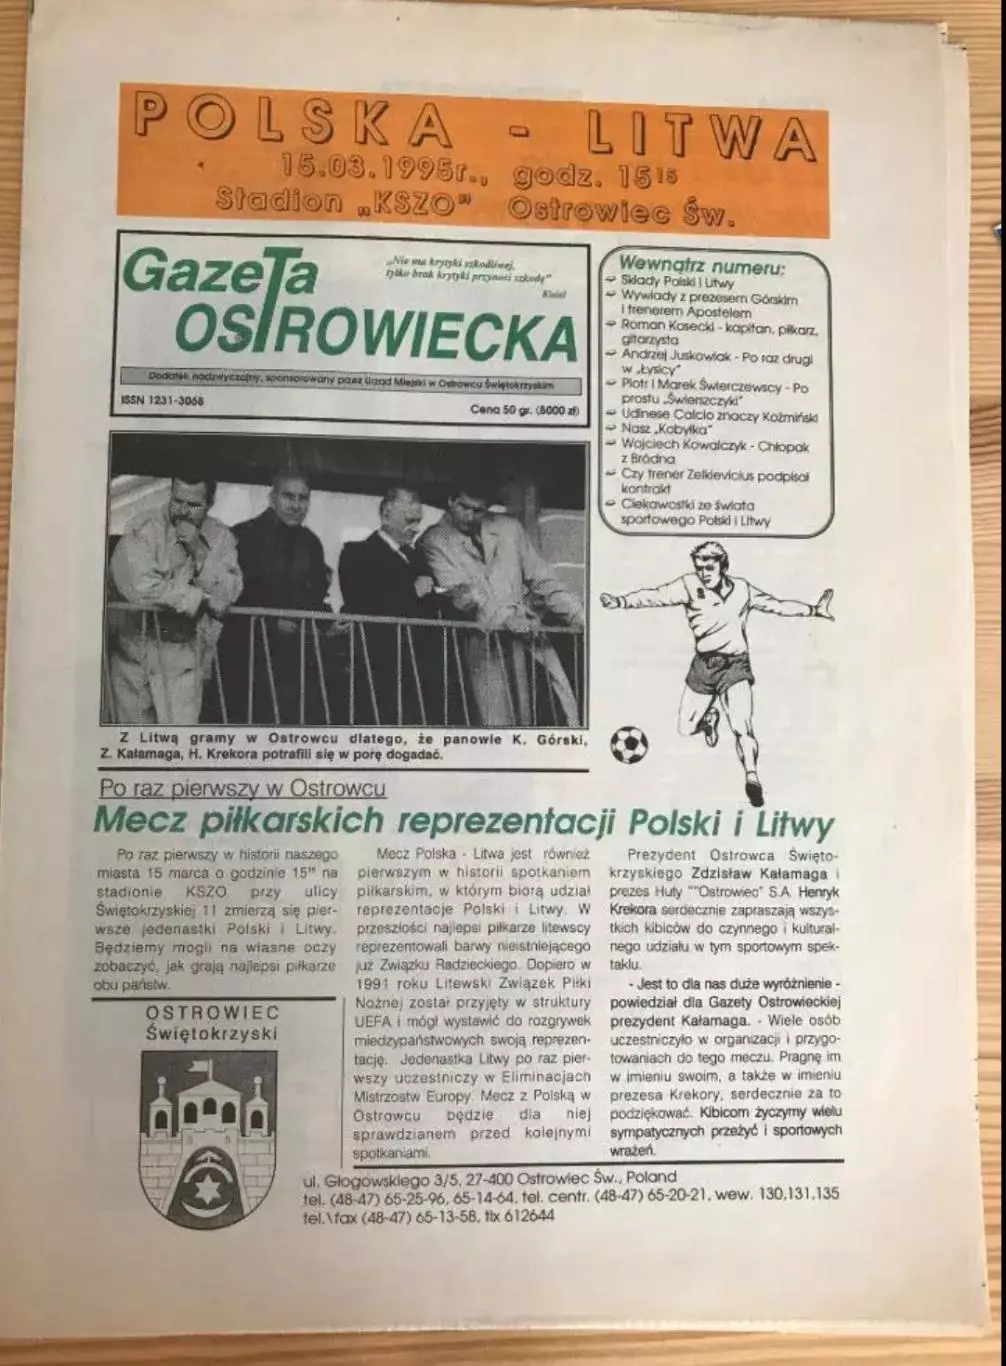 POLSKA - LITWA
15.03.1995r., godz. 15¹⁵
Stadion „KSZO” Ostrowiec Św.
GazeTa
OSTROWIECKA
„Nie ma krytyki szkodliwej,
tylko brak krytyki przynosi szkodę”
Kisiel
Dodatek nadzwyczajny, sponsorowany przez Urząd Miejski w Ostrowcu Świętokrzyskim
ISSN 1231-3068
Cena 50 gr. (5000 zł)
Wewnątrz numeru:
Składy Polski i Litwy
Wywiady z prezesem Górskim
i trenerem Apostelem
Roman Kosecki - kapitan, piłkarz,
gitarzysta
Andrzej Juskowiak - Po raz drugi
w „Łysicy”
Piotr i Marek Świerczewscy - Po
prostu „Świerszczyki”
Udinese Calcio znaczy Koźmiński
Nasz „Kobyłka”
Wojciech Kowalczyk - Chłopak
z Bródna
Czy trener Zelkievicius podpisał
kontrakt
Ciekawostki ze świata
sportowego Polski i Litwy
Z Litwą gramy w Ostrowcu dlatego, że panowie K. Górski,
Z. Kałamaga, H. Krekora potrafili się w porę dogadać.
Po raz pierwszy w Ostrowcu
Mecz piłkarskich reprezentacji Polski i Litwy
Po raz pierwszy w historii naszego
miasta 15 marca o godzinie 15¹⁵ na
stadionie KSZO przy ulicy
Świętokrzyskiej 11 zmierzą się pier-
wsze jedenastki Polski i Litwy.
Będziemy mogli na własne oczy
zobaczyć, jak grają najlepsi piłkarze
obu państw.
OSTROWIEC
Świętokrzyski
Mecz Polska - Litwa jest również
pierwszym w historii spotkaniem
piłkarskim, w którym biorą udział
reprezentacje Polski i Litwy. W
przeszłości najlepsi piłkarze litewscy
reprezentowali barwy nieistniejącego
już Związku Radzieckiego. Dopiero w
1991 roku Litewski Związek Piłki
Nożnej został przyjęty w struktury
UEFA i mógł wystawić do rozgrywek
miedzypaństwowych swoją reprezen-
tację. Jedenastka Litwy po raz pier-
wszy uczestniczy w Eliminacjach
Mistrzostw Europy. Mecz z Polską w
Ostrowcu będzie dla niej
sprawdzianem przed kolejnymi
spotkaniami.
Prezydent Ostrowca Święto-
krzyskiego Zdzisław Kałamaga i
prezes Huty ""Ostrowiec" S.A. Henryk
Krekora serdecznie zapraszają wszys-
tkich kibiców do czynnego i kultural-
nego udziału w tym sportowym spek-
taklu.
- Jest to dla nas duże wyróżnienie -
powiedział dla Gazety Ostrowieckiej
prezydent Kałamaga. - Wiele osób
uczestniczyło w organizacji i przygo-
towaniach do tego meczu. Pragnę im
w imieniu swoim, a także w imieniu
prezesa Krekory, serdecznie za to
podziękować. Kibicom życzymy wielu
sympatycznych przeżyć i sportowych
wrażeń.
ul. Głogowskiego 3/5, 27-400 Ostrowiec Św., Poland
tel. (48-47) 65-25-96, 65-14-64, tel. centr. (48-47) 65-20-21, wew. 130,131,135
tel.\fax (48-47) 65-13-58, tlx 612644